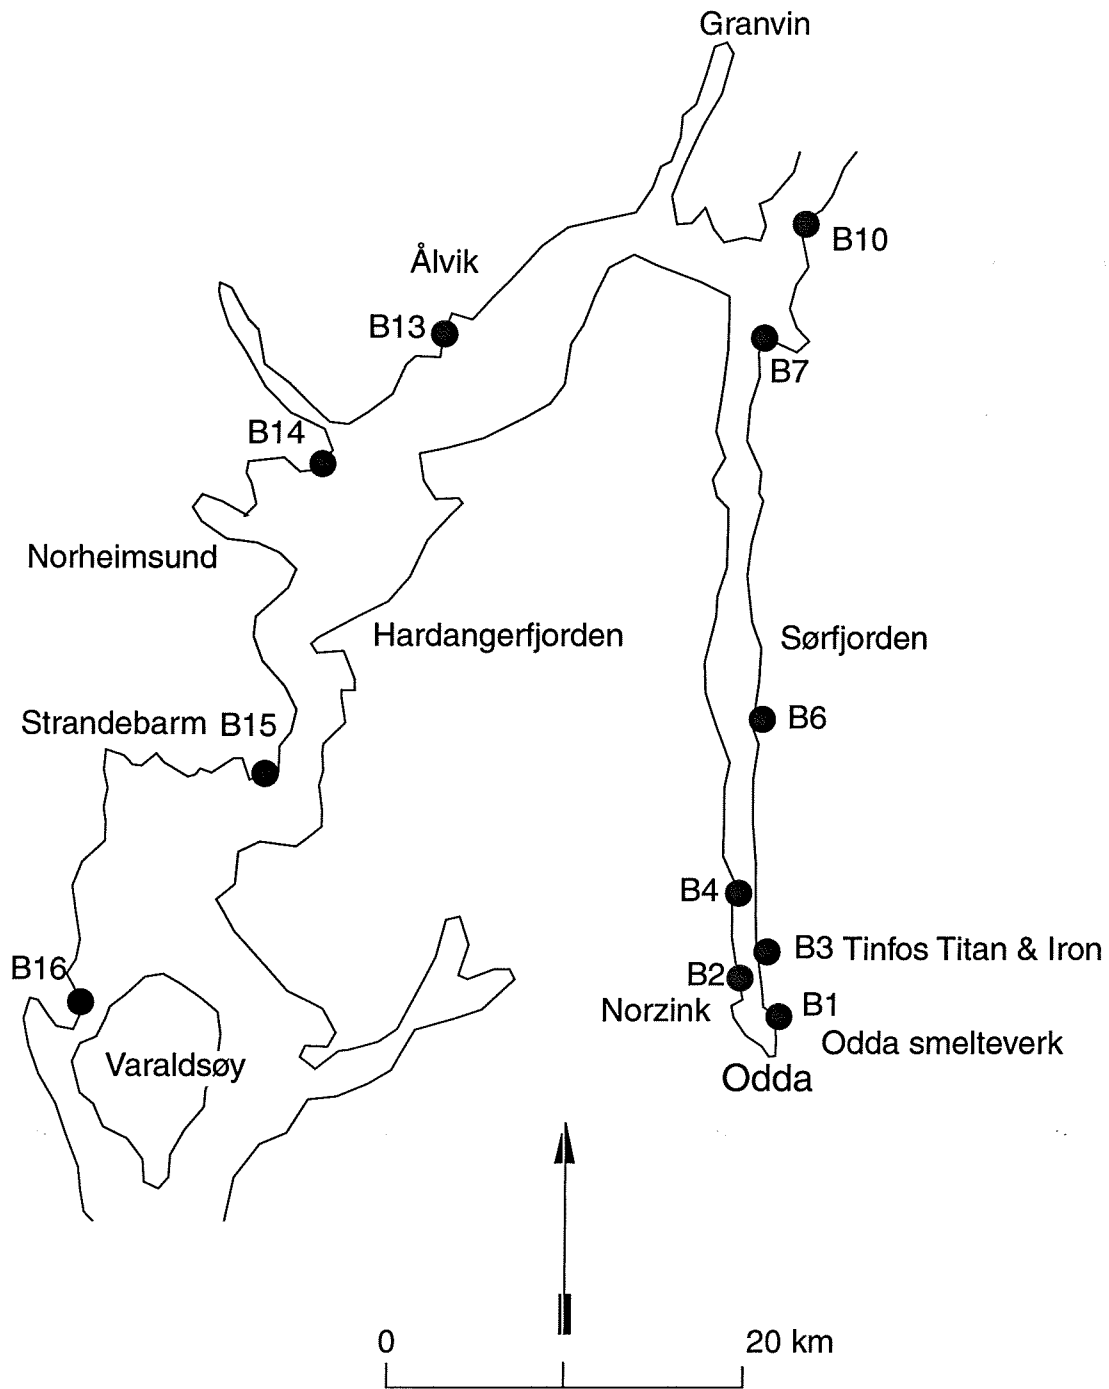 Granvin
B10
Ålvik
B13
B7
B14
Norheimsund
Hardangerfjorden
Sørfjorden
Strandebarm B15
B6
B4
B3 Tinfos Titan & Iron
B16
B2
Norzink
B1
Odda smelteverk
Varaldsøy
Odda
0
20 km